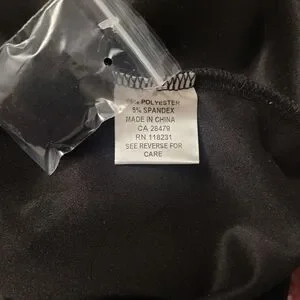 POLYESTER
5% SPANDEX
MADE IN CHINA
CA 28479
RN 118231
SEE REVERSE FOR
CARE